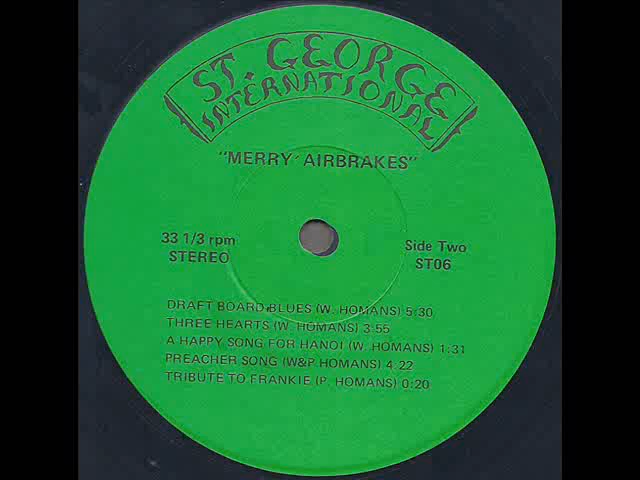 ST. GEORGE
INTERNATIONAL
"MERRY AIRBRAKES"
33 1/3 rpm
STEREO
Side Two
ST06
DRAFT BOARD BLUES (W. HOMANS) 5:30
THREE HEARTS (W. HOMANS) 3:55
A HAPPY SONG FOR HANOI (W. HOMANS) 1:31
PREACHER SONG (W&P HOMANS) 4:22
TRIBUTE TO FRANKIE (P. HOMANS) 0:20